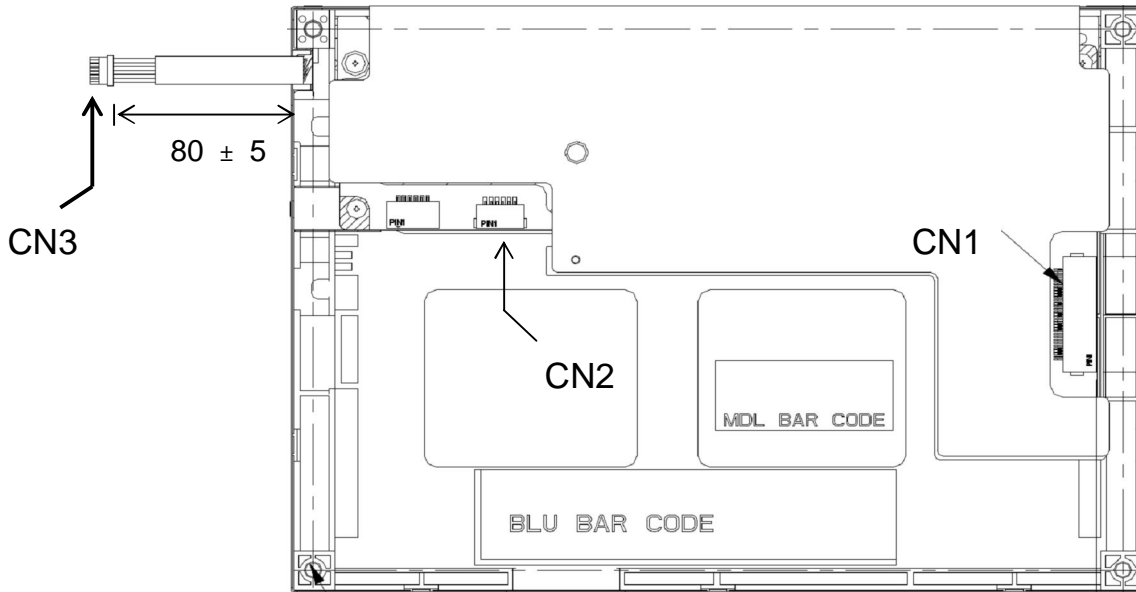 80 ± 5
CN3
PIN1
PIN1
CN1
CN2
MDL BAR CODE
BLU BAR CODE